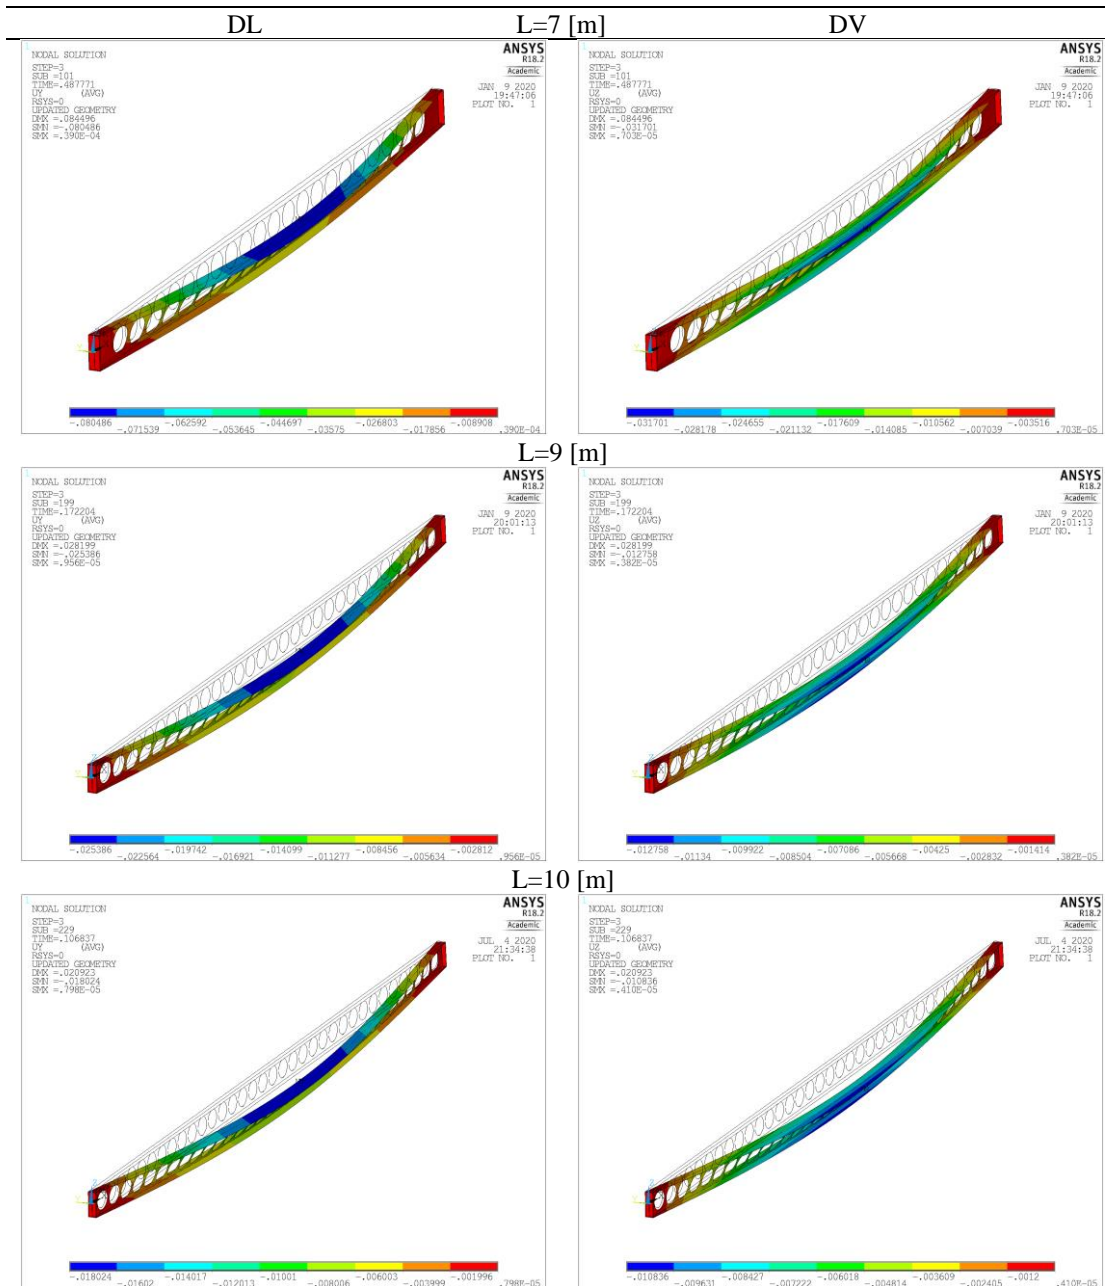 DL L=7 [m] DV
1
NODAL SOLUTION
STEP=3
SUB =101
TIME=.487771
UY (AVG)
RSYS=0
UPDATED GEOMETRY
DMX =.084496
SMN =-.080486
SMX =.390E-04
ANSYS
R18.2
Academic
JAN 9 2020
19:47:06
PLOT NO. 1
-.080486 -.062592 -.044697 -.026803 -.008908
-.071539 -.053645 -.03575 -.017856 .390E-04
1
NODAL SOLUTION
STEP=3
SUB =101
TIME=.487771
UZ (AVG)
RSYS=0
UPDATED GEOMETRY
DMX =.084496
SMN =-.031701
SMX =.703E-05
ANSYS
R18.2
Academic
JAN 9 2020
19:47:06
PLOT NO. 1
-.031701 -.024655 -.017609 -.010562 -.003516
-.028178 -.021132 -.014085 -.007039 .703E-05
L=9 [m]
1
NODAL SOLUTION
STEP=3
SUB =199
TIME=.172204
UY (AVG)
RSYS=0
UPDATED GEOMETRY
DMX =.028199
SMN =-.025386
SMX =.956E-05
ANSYS
R18.2
Academic
JAN 9 2020
20:01:13
PLOT NO. 1
-.025386 -.019742 -.014099 -.008456 -.002812
-.022564 -.016921 -.011277 -.005634 .956E-05
1
NODAL SOLUTION
STEP=3
SUB =199
TIME=.172204
UZ (AVG)
RSYS=0
UPDATED GEOMETRY
DMX =.028199
SMN =-.012758
SMX =.382E-05
ANSYS
R18.2
Academic
JAN 9 2020
20:01:13
PLOT NO. 1
-.012758 -.009922 -.007086 -.00425 -.001414
-.01134 -.008504 -.005668 -.002832 .382E-05
L=10 [m]
1
NODAL SOLUTION
STEP=3
SUB =229
TIME=.106837
UY (AVG)
RSYS=0
UPDATED GEOMETRY
DMX =.020923
SMN =-.018024
SMX =.798E-05
ANSYS
R18.2
Academic
JUL 4 2020
21:34:38
PLOT NO. 1
-.018024 -.014017 -.01001 -.006003 -.001996
-.01602 -.012013 -.008006 -.003999 .798E-05
1
NODAL SOLUTION
STEP=3
SUB =229
TIME=.106837
UZ (AVG)
RSYS=0
UPDATED GEOMETRY
DMX =.020923
SMN =-.010836
SMX =.410E-05
ANSYS
R18.2
Academic
JUL 4 2020
21:34:38
PLOT NO. 1
-.010836 -.008427 -.006018 -.003609 -.0012
-.009631 -.007222 -.004814 -.002405 .410E-05